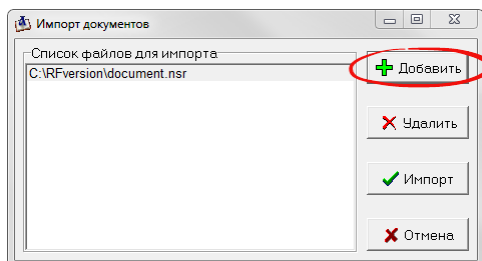 Импорт документов
Список файлов для импорта
C:\RFversion\document.nsr
Добавить
Удалить
Импорт
Отмена